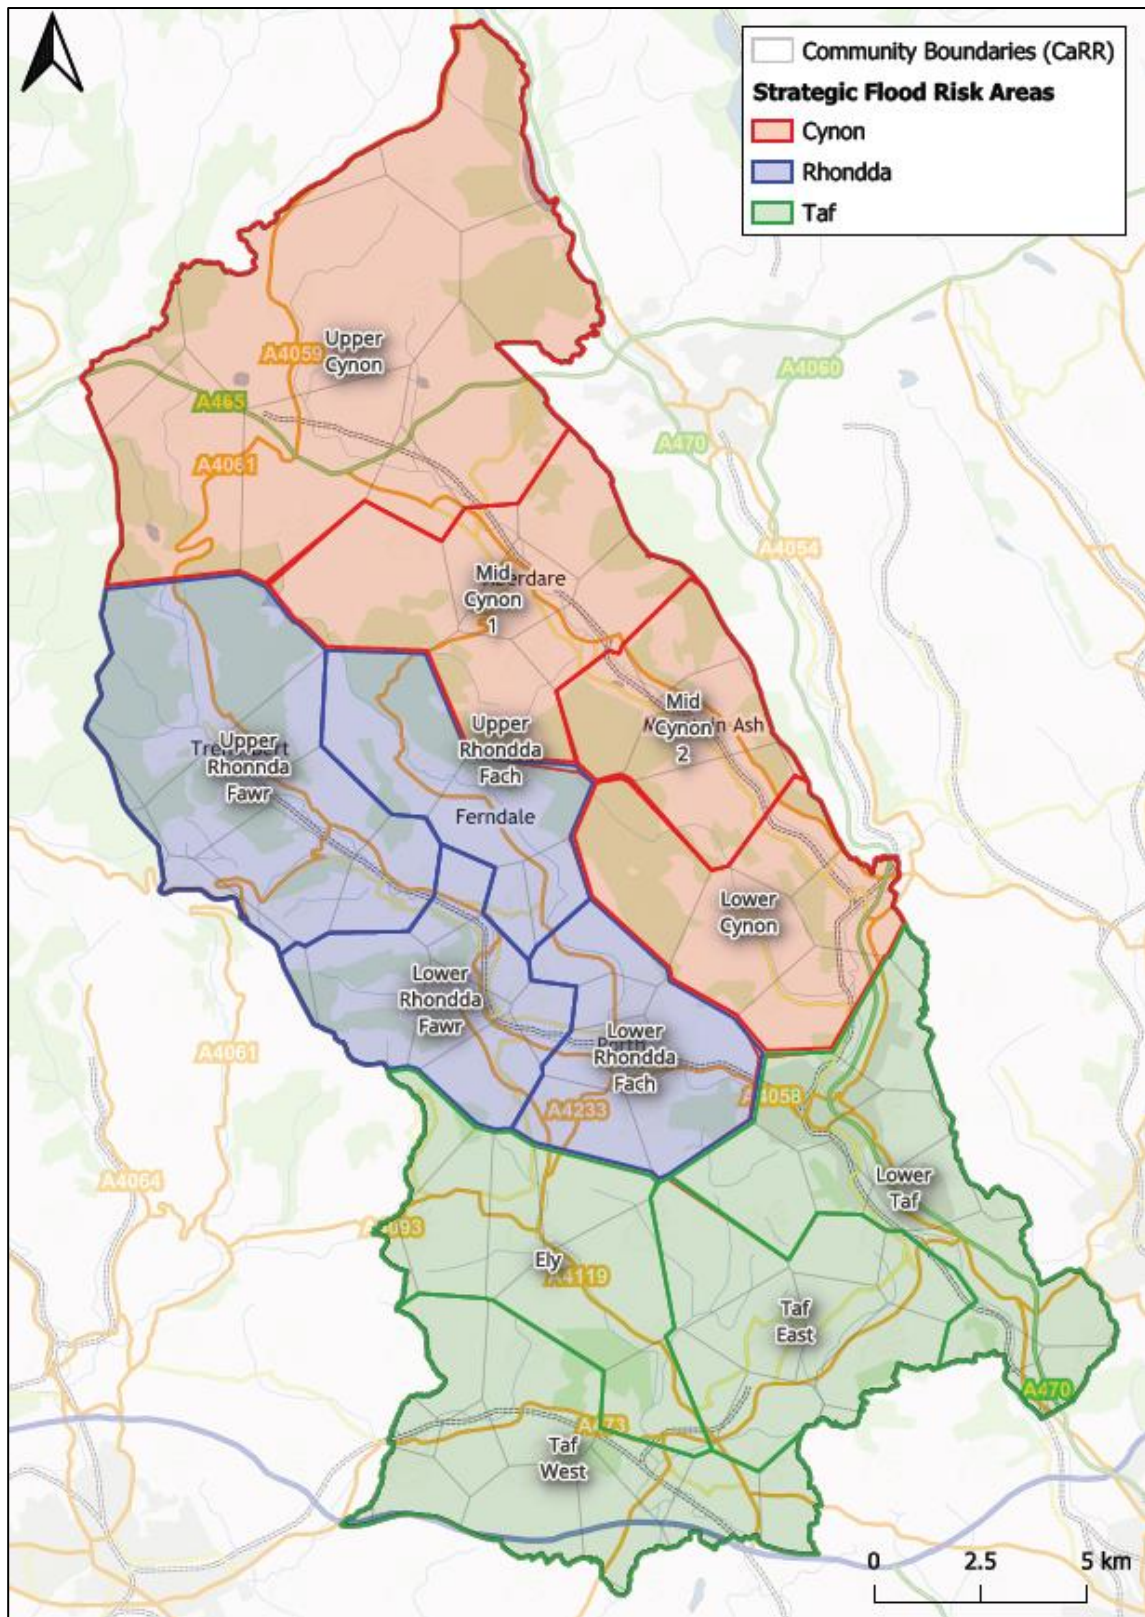 Community Boundaries (CaRR)
Strategic Flood Risk Areas
Cynon
Rhondda
Taf
Upper
Cynon
A4059
A465
A4061
A4060
A470
A4054
Mid
Cynon
1
Mid
Cynon
2
Upper
Rhondda
Fach
Upper
Rhonnda
Fawr
Ferndale
Lower
Cynon
Lower
Rhondda
Fawr
Lower
Rhondda
Fach
A4061
A4233
A4058
A4064
Lower
Taf
Ely
A4119
Taf
East
A470
Taf
West
0 2.5 5 km